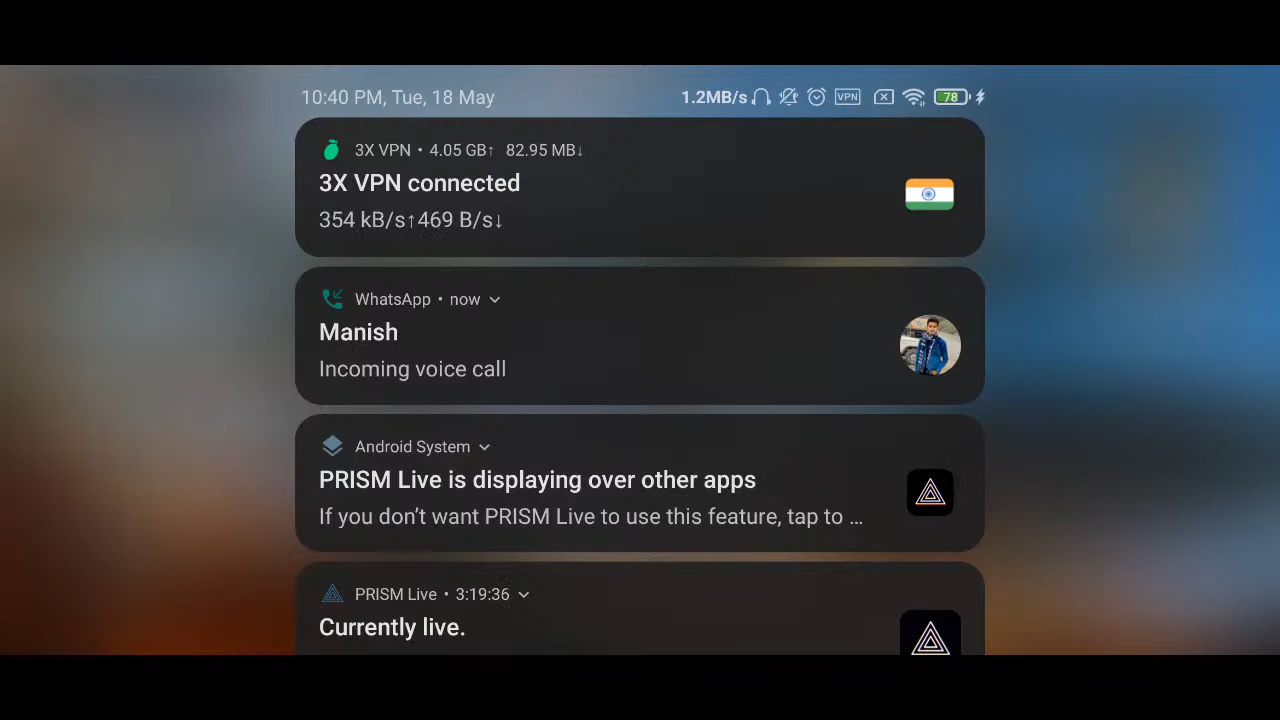 10:40 PM, Tue, 18 May 1.2MB/s VPN 78
3X VPN • 4.05 GB↑ 82.95 MB↓
3X VPN connected
354 kB/s↑469 B/s↓
WhatsApp • now
Manish
Incoming voice call
Android System
PRISM Live is displaying over other apps
If you don’t want PRISM Live to use this feature, tap to ...
PRISM Live • 3:19:36
Currently live.